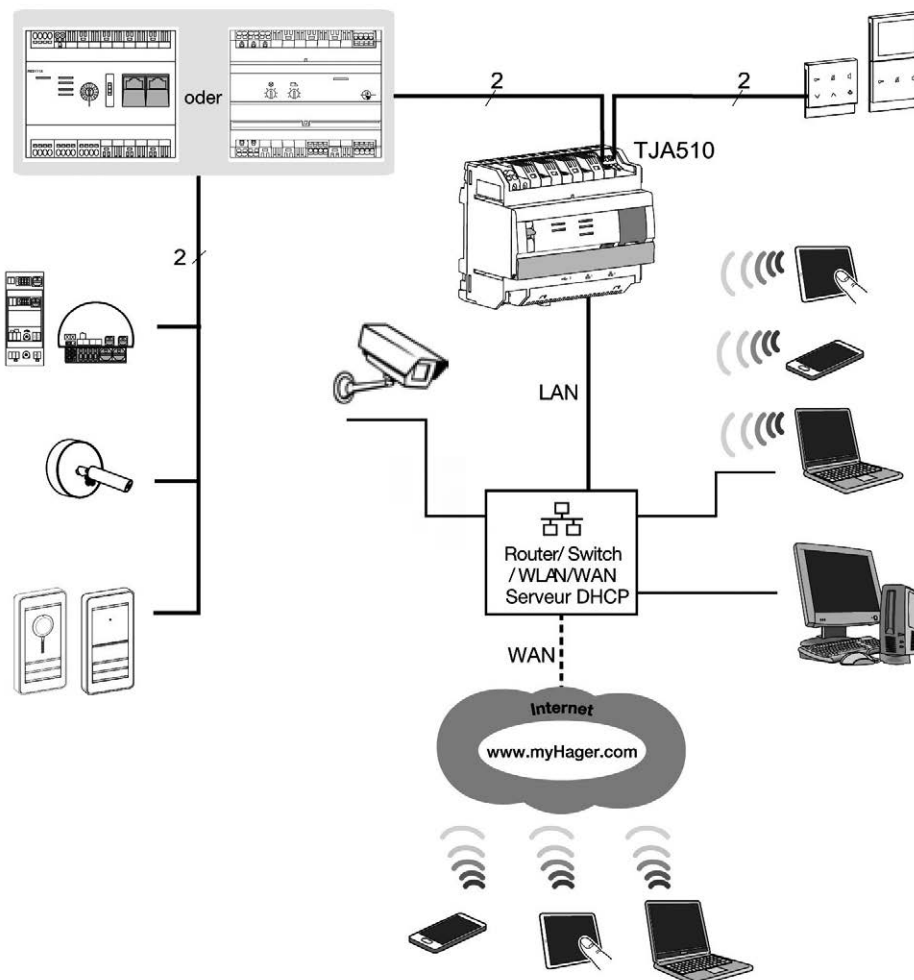 oder
2
2
TJA510
2
LAN
Router/ Switch
/ WLAN/WAN
Serveur DHCP
WAN
Internet
www.myHager.com